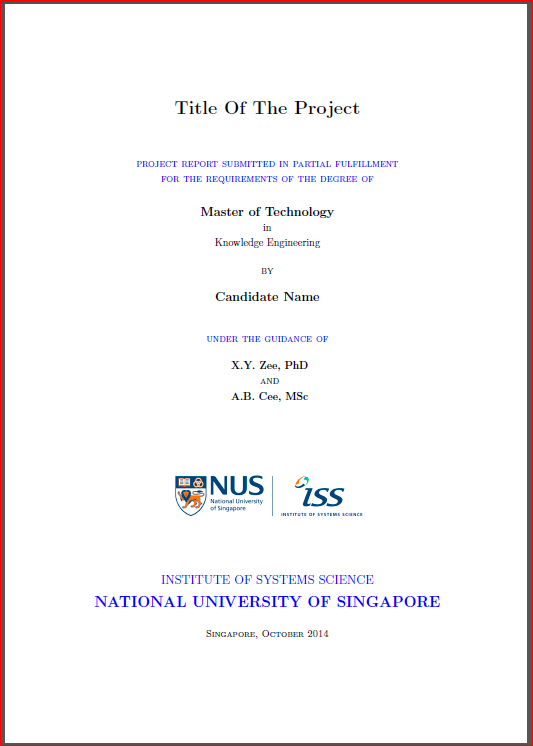 Title Of The Project
PROJECT REPORT SUBMITTED IN PARTIAL FULFILLMENT
FOR THE REQUIREMENTS OF THE DEGREE OF
Master of Technology
in
Knowledge Engineering
BY
Candidate Name
UNDER THE GUIDANCE OF
X.Y. Zee, PhD
AND
A.B. Cee, MSc
NUS
National University
of Singapore
iss
INSTITUTE OF SYSTEMS SCIENCE
INSTITUTE OF SYSTEMS SCIENCE
NATIONAL UNIVERSITY OF SINGAPORE
Singapore, October 2014